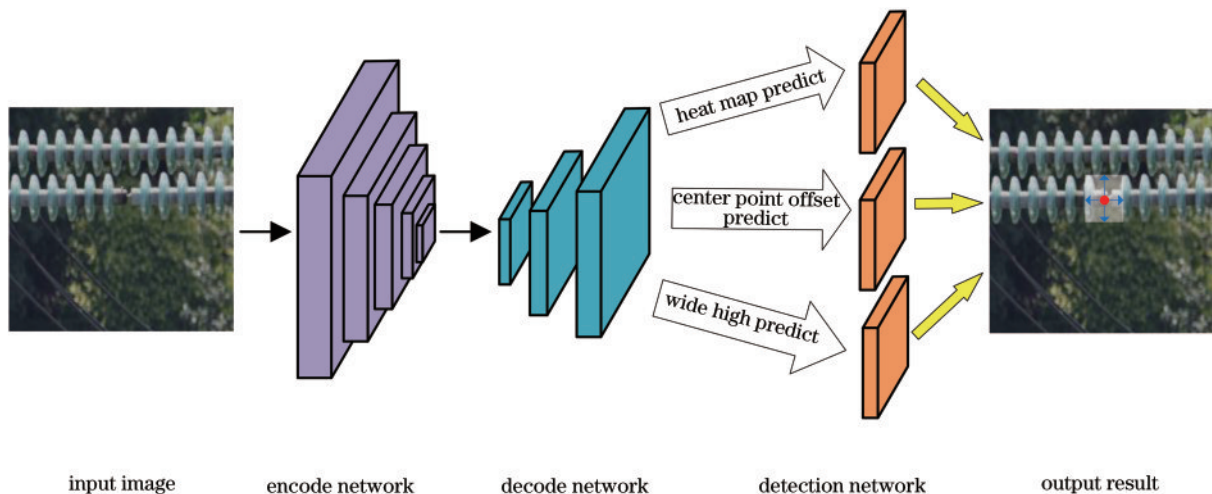 heat map predict
center point offset
predict
wide high predict
input image
encode network
decode network
detection network
output result